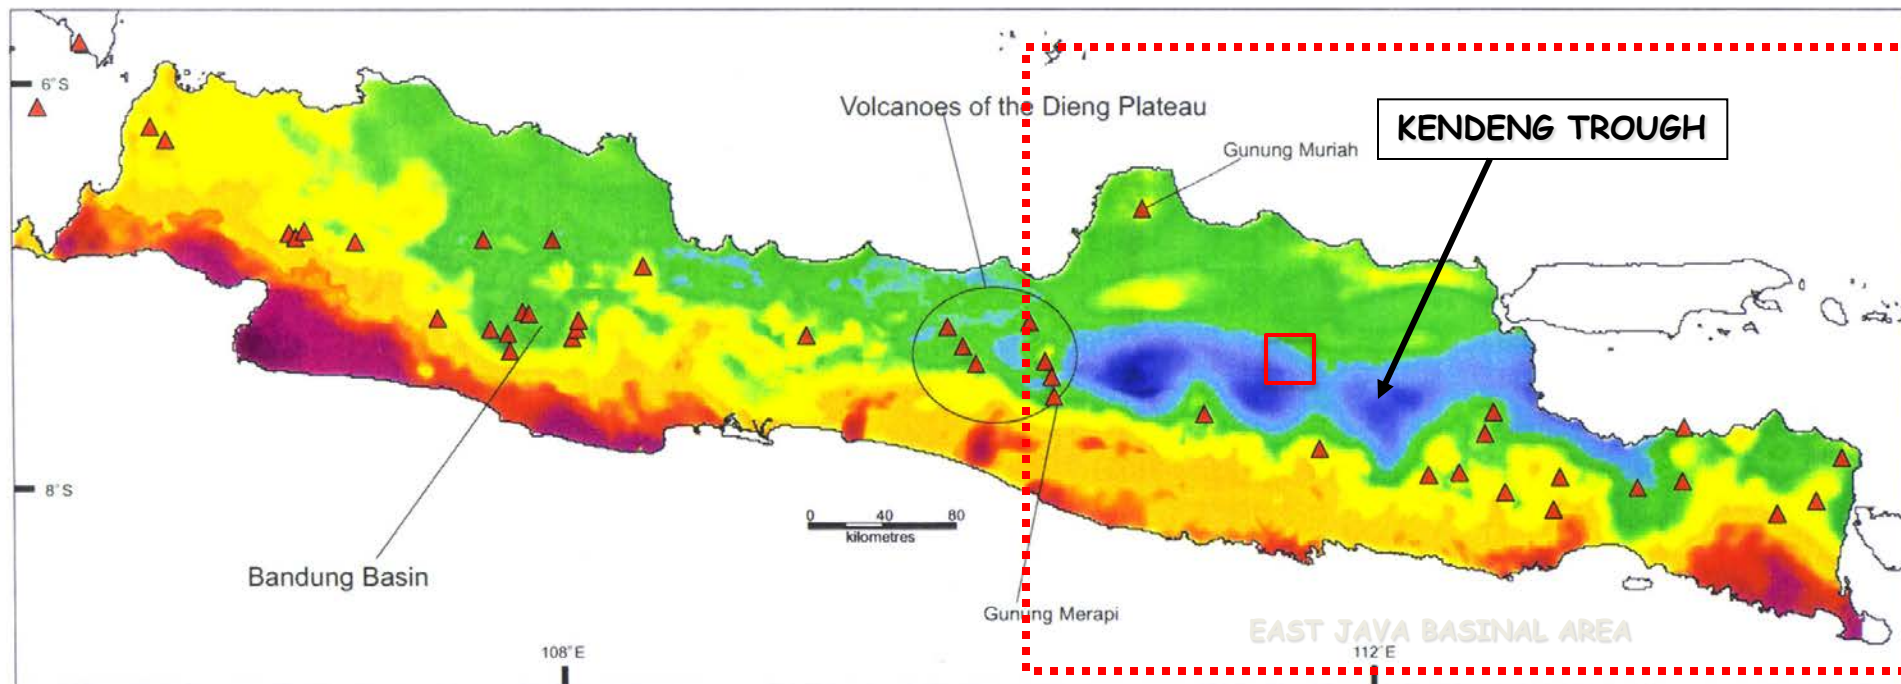 6°S
Volcanoes of the Dieng Plateau
KENDENG TROUGH
Gunung Muriah
8°S
0 40 80
kilometres
Bandung Basin
Gunung Merapi
EAST JAVA BASINAL AREA
108°E
112°E